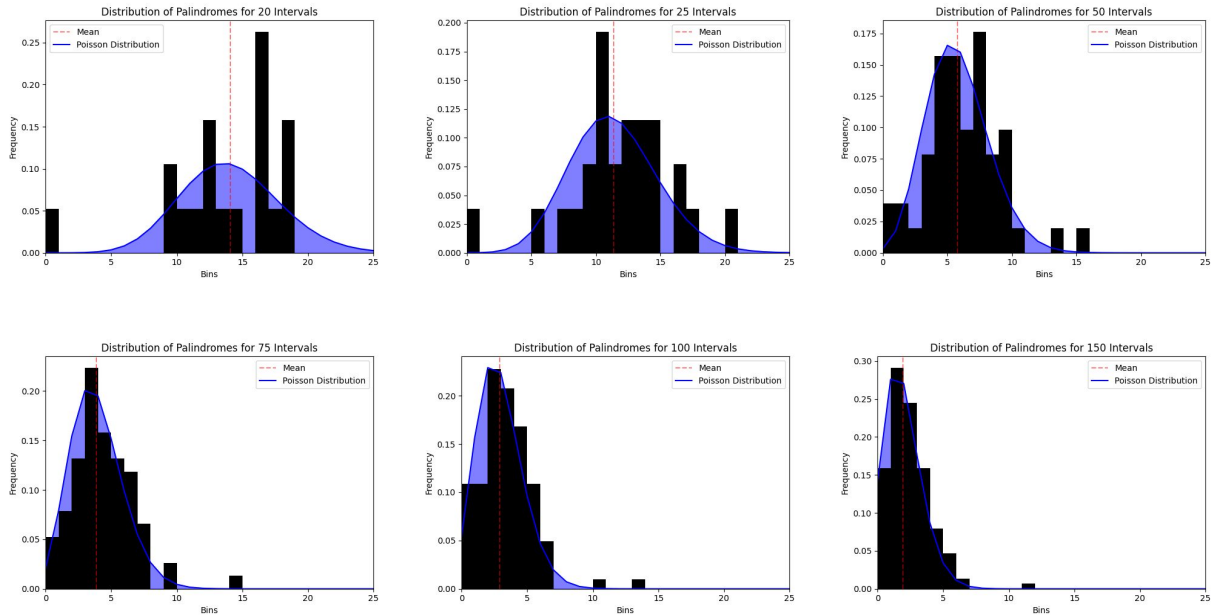 Distribution of Palindromes for 20 Intervals
Mean
Poisson Distribution
Frequency
0.25
0.20
0.15
0.10
0.05
0.00
0 5 10 15 20 25
Bins
Distribution of Palindromes for 25 Intervals
Mean
Poisson Distribution
Frequency
0.200
0.175
0.150
0.125
0.100
0.075
0.050
0.025
0.000
0 5 10 15 20 25
Bins
Distribution of Palindromes for 50 Intervals
Mean
Poisson Distribution
Frequency
0.175
0.150
0.125
0.100
0.075
0.050
0.025
0.000
0 5 10 15 20 25
Bins
Distribution of Palindromes for 75 Intervals
Mean
Poisson Distribution
Frequency
0.20
0.15
0.10
0.05
0.00
0 5 10 15 20 25
Bins
Distribution of Palindromes for 100 Intervals
Mean
Poisson Distribution
Frequency
0.20
0.15
0.10
0.05
0.00
0 5 10 15 20 25
Bins
Distribution of Palindromes for 150 Intervals
Mean
Poisson Distribution
Frequency
0.30
0.25
0.20
0.15
0.10
0.05
0.00
0 5 10 15 20 25
Bins